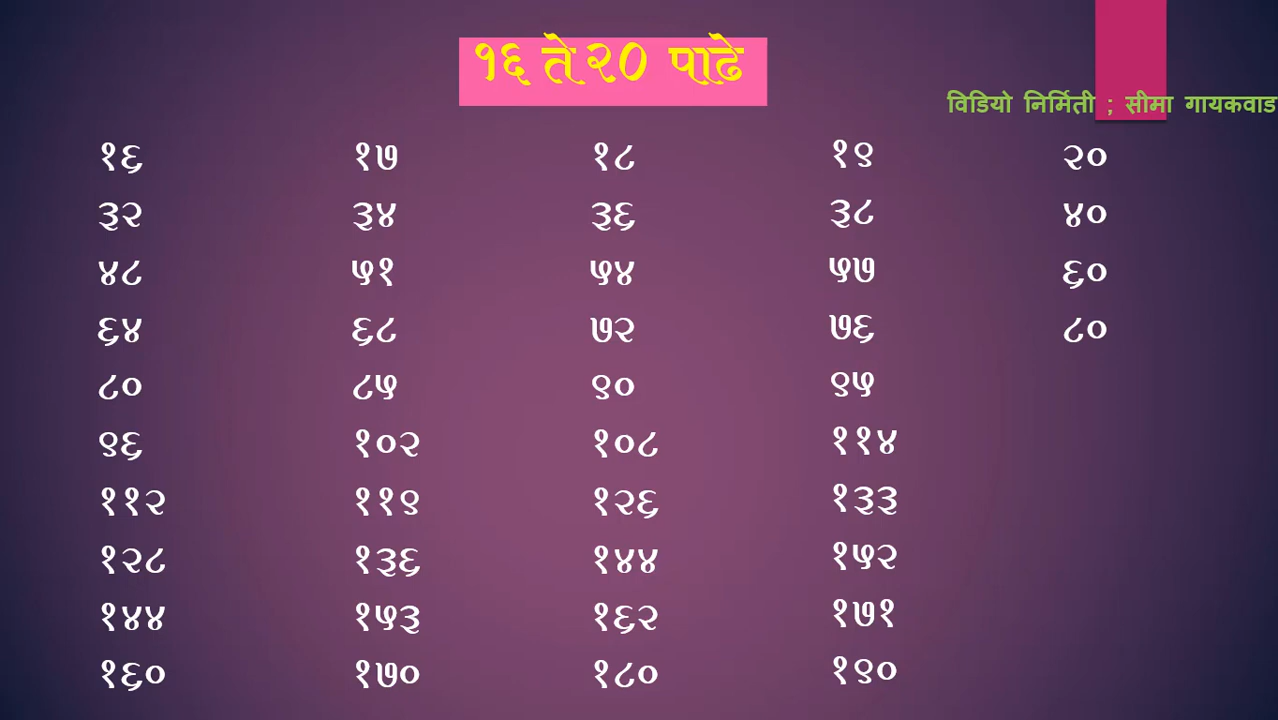 १६ ते २० पाढे
विडियो निर्मिती ; सीमा गायकवाड
१६ १७ १८ १९ २०
३२ ३४ ३६ ३८ ४०
४८ ५१ ५४ ५७ ६०
६४ ६८ ७२ ७६ ८०
८० ८५ ९० ९५
९६ १०२ १०८ ११४
११२ ११९ १२६ १३३
१२८ १३६ १४४ १५२
१४४ १५३ १६२ १७१
१६० १७० १८० १९०